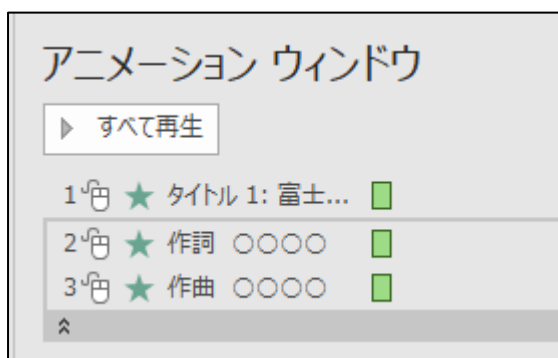 アニメーション ウィンドウ
すべて再生
1 タイトル 1: 富士...
2 作詞 ○○○○
3 作曲 ○○○○